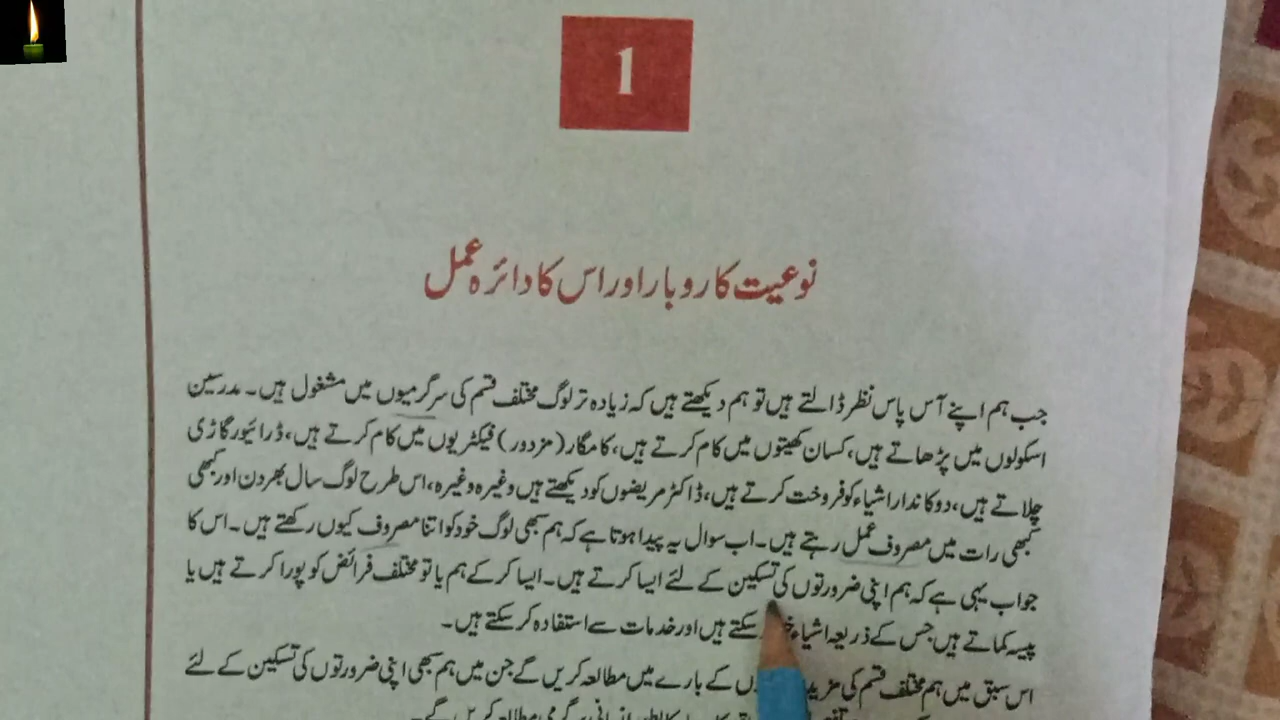 1
نوعیت کاروبار اور اس کا دائرہ عمل
جب ہم اپنے آس پاس نظر ڈالتے ہیں تو ہم دیکھتے ہیں کہ زیادہ تر لوگ مختلف قسم کی سرگرمیوں میں مشغول ہیں۔ مدرسین
اسکولوں میں پڑھاتے ہیں، کسان کھیتوں میں کام کرتے ہیں، کامگار (مزدور) فیکٹریوں میں کام کرتے ہیں، ڈرائیور گاڑی
چلاتے ہیں، دوکاندار اشیاء کو فروخت کرتے ہیں، ڈاکٹر مریضوں کو دیکھتے ہیں وغیرہ وغیرہ، اس طرح لوگ سال بھر دن اور کبھی
کبھی رات میں مصروف عمل رہتے ہیں۔ اب سوال یہ پیدا ہوتا ہے کہ ہم سبھی لوگ خود کو اتنا مصروف کیوں رکھتے ہیں۔ اس کا
جواب یہی ہے کہ ہم اپنی ضرورتوں کی تسکین کے لئے ایسا کرتے ہیں۔ ایسا کر کے ہم یا تو مختلف فرائض کو پورا کرتے ہیں یا
پیسہ کماتے ہیں جس کے ذریعہ اشیاء سکتے ہیں اور خدمات سے استفادہ کر سکتے ہیں۔
اس سبق میں ہم مختلف قسم کی مزید کے بارے میں مطالعہ کریں گے جن میں ہم سبھی اپنی ضرورتوں کی تسکین کے لئے